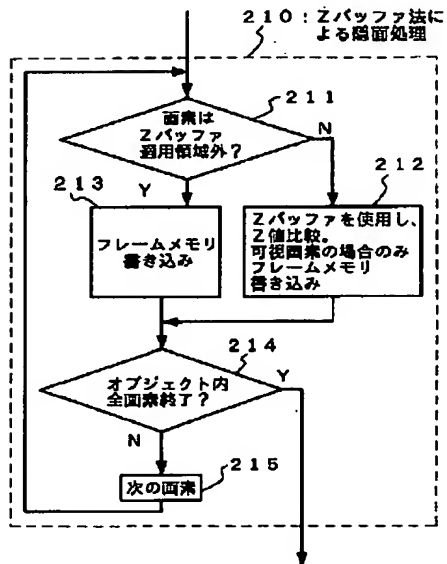 210：Zバッファ法に
よる隠面処理
211
画素は
Zバッファ
適用領域外？
N
Y
213
212
フレームメモリ
書き込み
Zバッファを使用し、
Z値比較。
可視画素の場合のみ
フレームメモリ
書き込み
214
オブジェクト内
全画素終了？
Y
N
215
次の画素